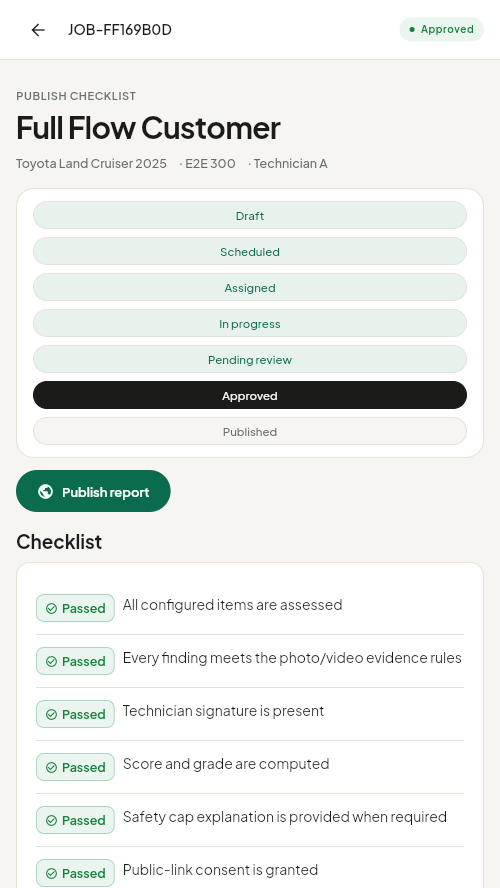 JOB-FF169B0D
Approved
PUBLISH CHECKLIST
Full Flow Customer
Toyota Land Cruiser 2025 · E2E 300 · Technician A
Draft
Scheduled
Assigned
In progress
Pending review
Approved
Published
Publish report
Checklist
Passed All configured items are assessed
Passed Every finding meets the photo/video evidence rules
Passed Technician signature is present
Passed Score and grade are computed
Passed Safety cap explanation is provided when required
Passed Public-link consent is granted